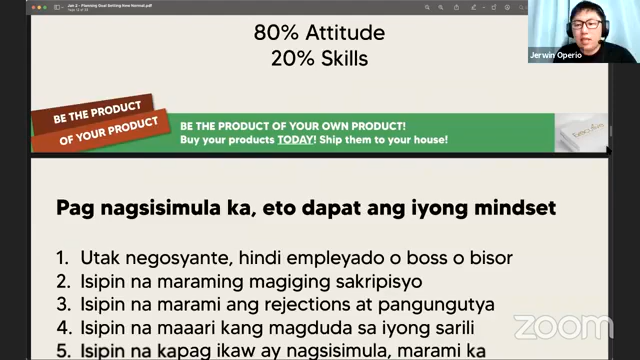 Jan 2 - Planning Goal Setting New Normal.pdf
80% Attitude
20% Skills
Jerwin Operio
BE THE PRODUCT
OF YOUR PRODUCT
BE THE PRODUCT OF YOUR OWN PRODUCT!
Buy your products TODAY! Ship them to your house!
Pag nagsisimula ka, eto dapat ang iyong mindset
1. Utak negosyante, hindi empleyado o boss o bisor
2. Isipin na maraming magiging sakripisyo
3. Isipin na marami ang rejections at pangungutya
4. Isipin na maaari kang magduda sa iyong sarili
5. Isipin na kapag ikaw ay nagsisimula, marami ka
zoom